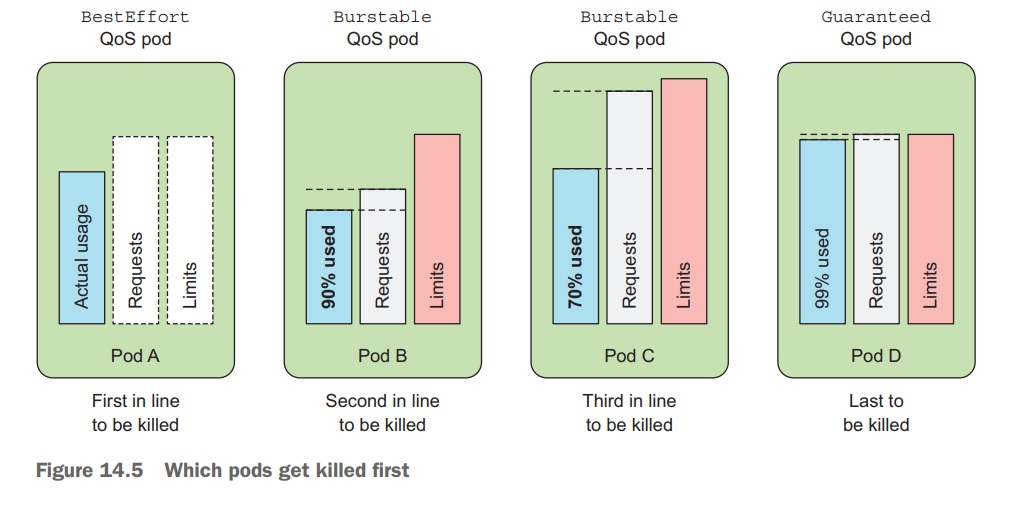 BestEffort
QoS pod
Actual usage
Requests
Limits
Pod A
First in line
to be killed
Burstable
QoS pod
90% used
Requests
Limits
Pod B
Second in line
to be killed
Burstable
QoS pod
70% used
Requests
Limits
Pod C
Third in line
to be killed
Guaranteed
QoS pod
99% used
Requests
Limits
Pod D
Last to
be killed
Figure 14.5 Which pods get killed first